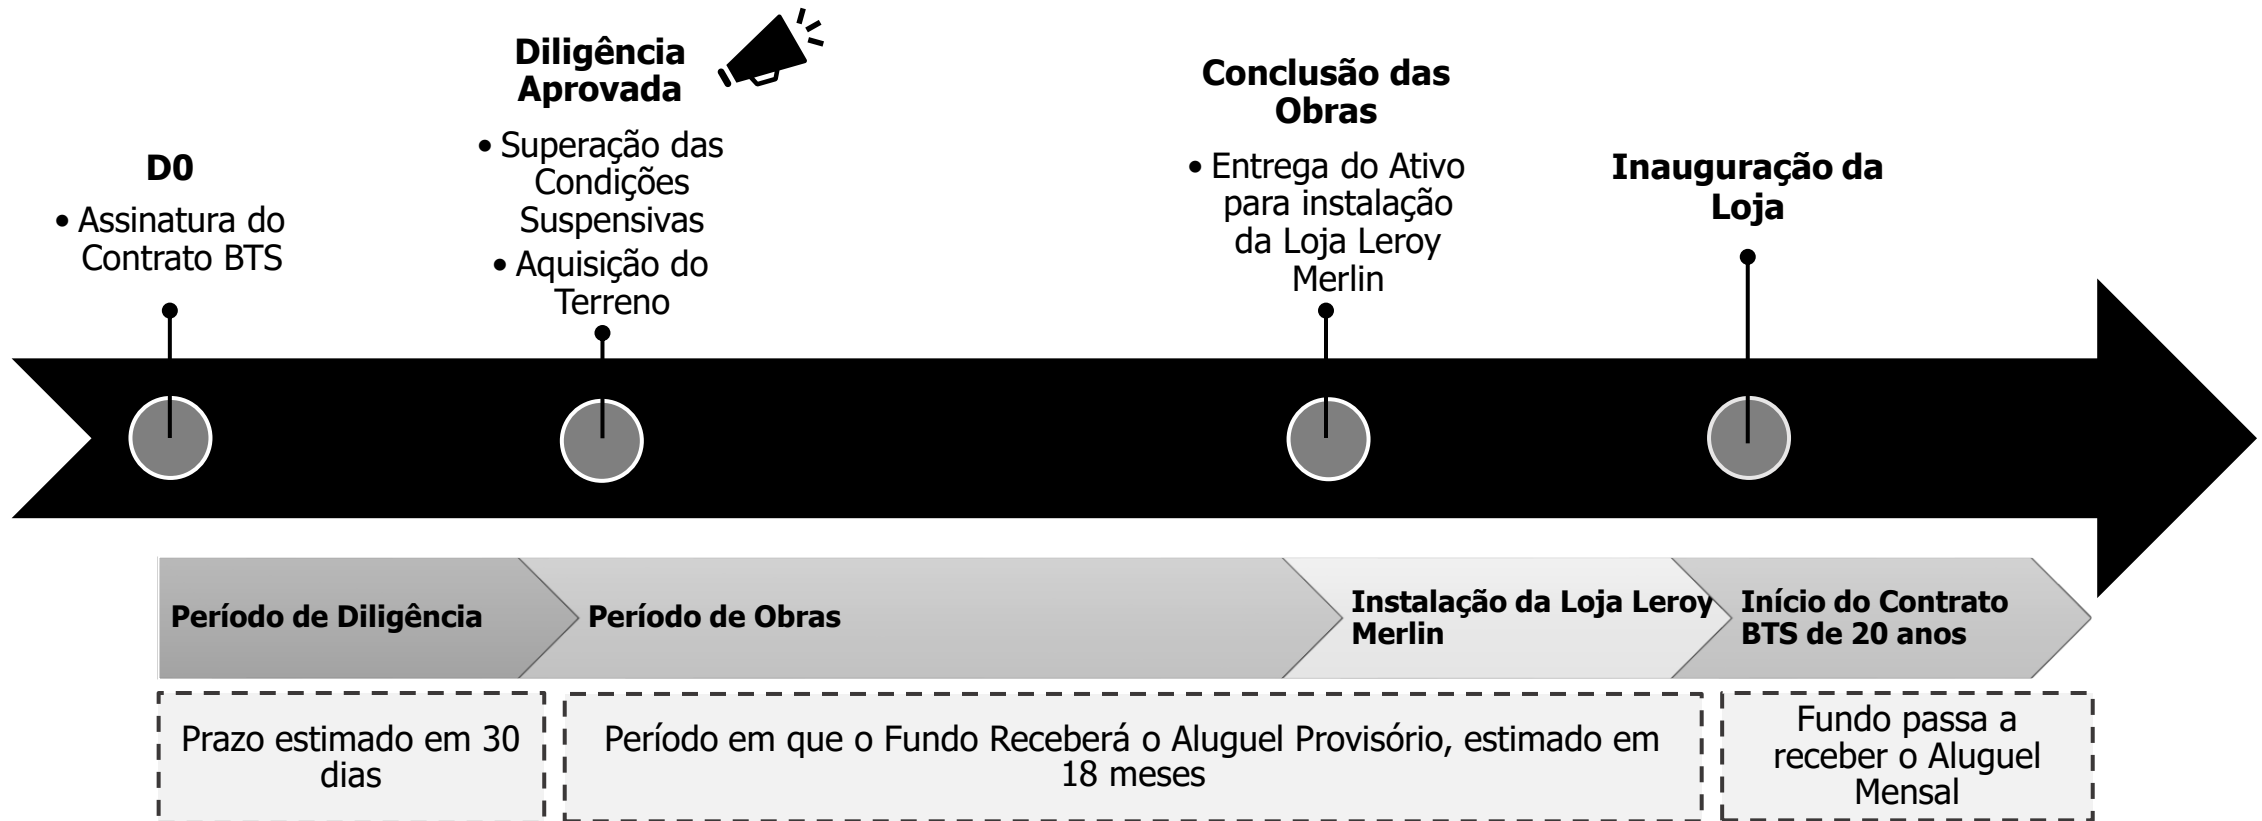 D0
• Assinatura do
Contrato BTS
Diligência
Aprovada
• Superação das
Condições
Suspensivas
• Aquisição do
Terreno
Conclusão das
Obras
• Entrega do Ativo
para instalação
da Loja Leroy
Merlin
Inauguração da
Loja
Período de Diligência
Período de Obras
Instalação da Loja Leroy
Merlin
Início do Contrato
BTS de 20 anos
Prazo estimado em 30
dias
Período em que o Fundo Receberá o Aluguel Provisório, estimado em
18 meses
Fundo passa a
receber o Aluguel
Mensal